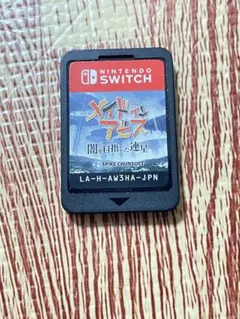 NINTENDO
SWITCH
メイドイン
アビス
闇を目指した連星
SPIKE CHUNSOFT
LA-H-AW3HA-JPN